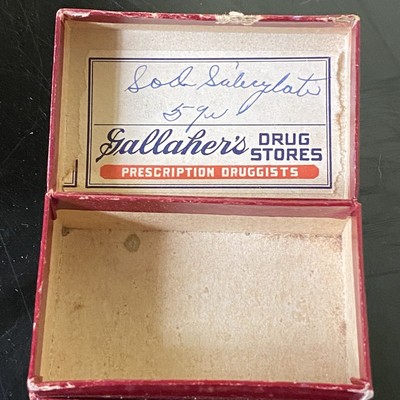 Sod Salicylate
5 gr
Gallaher's DRUG STORES
PRESCRIPTION DRUGGISTS